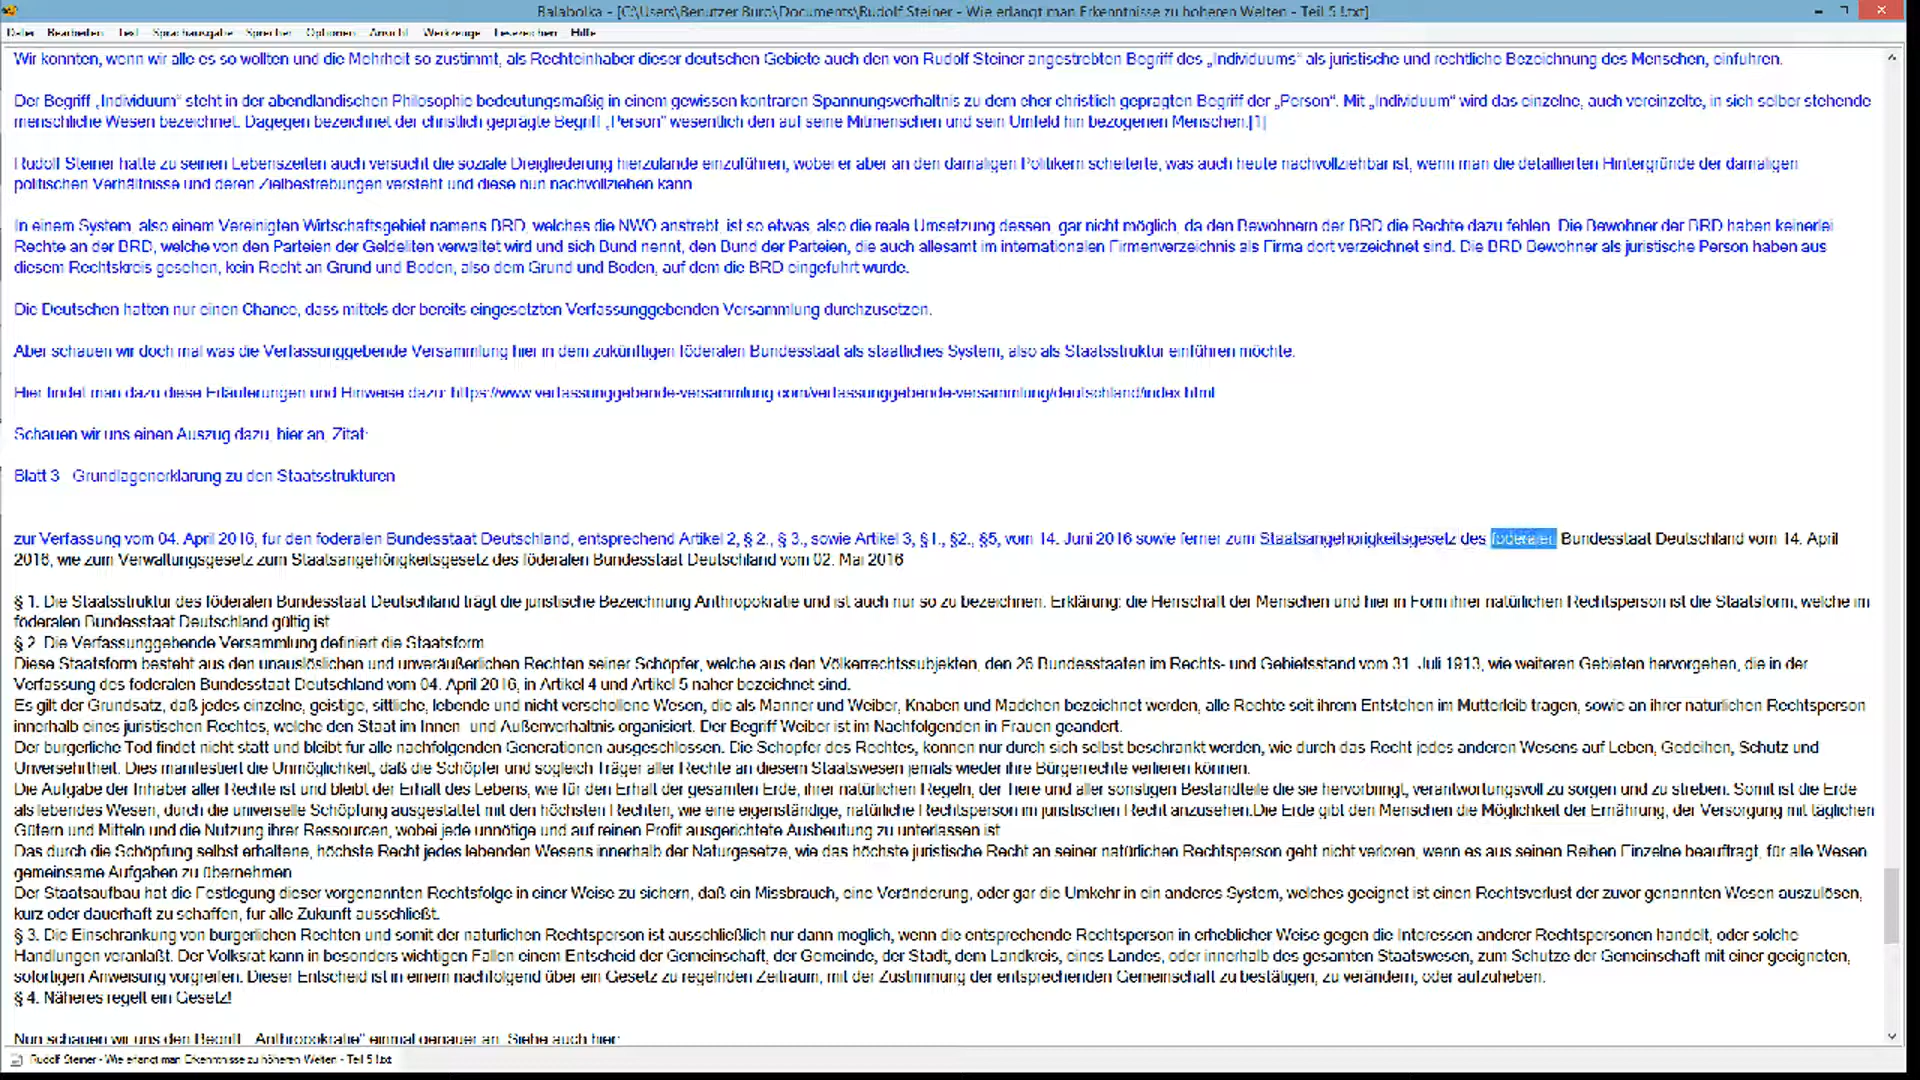 Balabolka - [C:\Users\Benutzer Büro\Documents\Rudolf Steiner - Wie erlangt man Erkenntnisse zu höheren Welten - Teil 5 !.txt]
Datei Bearbeiten Text Sprachausgabe Sprecher Optionen Ansicht Werkzeuge Lesezeichen Hilfe
Wir könnten, wenn wir alle es so wollten und die Mehrheit so zustimmt, als Rechteinhaber dieser deutschen Gebiete auch den von Rudolf Steiner angestrebten Begriff des „Individuums“ als juristische und rechtliche Bezeichnung des Menschen, einführen.
Der Begriff „Individuum“ steht in der abendländischen Philosophie bedeutungsmäßig in einem gewissen konträren Spannungsverhältnis zu dem eher christlich geprägten Begriff der „Person“. Mit „Individuum“ wird das einzelne, auch vereinzelte, in sich selber stehende
menschliche Wesen bezeichnet. Dagegen bezeichnet der christlich geprägte Begriff „Person“ wesentlich den auf seine Mitmenschen und sein Umfeld hin bezogenen Menschen.[1]
Rudolf Steiner hatte zu seinen Lebenszeiten auch versucht die soziale Dreigliederung hierzulande einzuführen, wobei er aber an den damaligen Politikern scheiterte, was auch heute nachvollziehbar ist, wenn man die detaillierten Hintergründe der damaligen
politischen Verhältnisse und deren Zielbestrebungen versteht und diese nun nachvollziehen kann.
In einem System, also einem Vereinigten Wirtschaftsgebiet namens BRD, welches die NWO anstrebt, ist so etwas, also die reale Umsetzung dessen, gar nicht möglich, da den Bewohnern der BRD die Rechte dazu fehlen. Die Bewohner der BRD haben keinerlei
Rechte an der BRD, welche von den Parteien der Geldeliten verwaltet wird und sich Bund nennt, den Bund der Parteien, die auch allesamt im internationalen Firmenverzeichnis als Firma dort verzeichnet sind. Die BRD Bewohner als juristische Person haben aus
diesem Rechtskreis gesehen, kein Recht an Grund und Boden, also dem Grund und Boden, auf dem die BRD eingeführt wurde.
Die Deutschen hätten nur einen Chance, dass mittels der bereits eingesetzten Verfassunggebenden Versammlung durchzusetzen.
Aber schauen wir doch mal was die Verfassunggebende Versammlung hier in dem zukünftigen föderalen Bundesstaat als staatliches System, also als Staatsstruktur einführen möchte.
Hier findet man dazu diese Erläuterungen und Hinweise dazu: https://www.verfassunggebende-versammlung.com/verfassunggebende-versammlung/deutschland/index.html
Schauen wir uns einen Auszug dazu, hier an, Zitat:
Blatt 3 Grundlagenerklärung zu den Staatsstrukturen
zur Verfassung vom 04. April 2016, für den föderalen Bundesstaat Deutschland, entsprechend Artikel 2, § 2., § 3., sowie Artikel 3, §1., §2., §5, vom 14. Juni 2016 sowie ferner zum Staatsangehörigkeitsgesetz des föderalen Bundesstaat Deutschland vom 14. April
2016, wie zum Verwaltungsgesetz zum Staatsangehörigkeitsgesetz des föderalen Bundesstaat Deutschland vom 02. Mai 2016
§ 1. Die Staatsstruktur des föderalen Bundesstaat Deutschland trägt die juristische Bezeichnung Anthropokratie und ist auch nur so zu bezeichnen. Erklärung: die Herrschaft der Menschen und hier in Form ihrer natürlichen Rechtsperson ist die Staatsform, welche im
föderalen Bundesstaat Deutschland gültig ist
§ 2. Die Verfassunggebende Versammlung definiert die Staatsform
Diese Staatsform besteht aus den unauslöslichen und unveräußerlichen Rechten seiner Schöpfer, welche aus den Völkerrechtssubjekten, den 26 Bundesstaaten im Rechts- und Gebietsstand vom 31. Juli 1913, wie weiteren Gebieten hervorgehen, die in der
Verfassung des föderalen Bundesstaat Deutschland vom 04. April 2016, in Artikel 4 und Artikel 5 näher bezeichnet sind.
Es gilt der Grundsatz, daß jedes einzelne, geistige, sittliche, lebende und nicht verschollene Wesen, die als Männer und Weiber, Knaben und Mädchen bezeichnet werden, alle Rechte seit ihrem Entstehen im Mutterleib tragen, sowie an ihrer natürlichen Rechtsperson
innerhalb eines juristischen Rechtes, welche den Staat im Innen- und Außenverhältnis organisiert. Der Begriff Weiber ist im Nachfolgenden in Frauen geändert.
Der bürgerliche Tod findet nicht statt und bleibt für alle nachfolgenden Generationen ausgeschlossen. Die Schöpfer des Rechtes, können nur durch sich selbst beschränkt werden, wie durch das Recht jedes anderen Wesens auf Leben, Gedeihen, Schutz und
Unversehrtheit. Dies manifestiert die Unmöglichkeit, daß die Schöpfer und sogleich Träger aller Rechte an diesem Staatswesen jemals wieder ihre Bürgerrechte verlieren können.
Die Aufgabe der Inhaber aller Rechte ist und bleibt der Erhalt des Lebens, wie für den Erhalt der gesamten Erde, ihrer natürlichen Regeln, der Tiere und aller sonstigen Bestandteile die sie hervorbringt, verantwortungsvoll zu sorgen und zu streben. Somit ist die Erde
als lebendes Wesen, durch die universelle Schöpfung ausgestattet mit den höchsten Rechten, wie eine eigenständige, natürliche Rechtsperson im juristischen Recht anzusehen.Die Erde gibt den Menschen die Möglichkeit der Ernährung, der Versorgung mit täglichen
Gütern und Mitteln und die Nutzung ihrer Ressourcen, wobei jede unnötige und auf reinen Profit ausgerichtete Ausbeutung zu unterlassen ist
Das durch die Schöpfung selbst erhaltene, höchste Recht jedes lebenden Wesens innerhalb der Naturgesetze, wie das höchste juristische Recht an seiner natürlichen Rechtsperson geht nicht verloren, wenn es aus seinen Reihen Einzelne beauftragt, für alle Wesen
gemeinsame Aufgaben zu übernehmen
Der Staatsaufbau hat die Festlegung dieser vorgenannten Rechtsfolge in einer Weise zu sichern, daß ein Missbrauch, eine Veränderung, oder gar die Umkehr in ein anderes System, welches geeignet ist einen Rechtsverlust der zuvor genannten Wesen auszulösen,
kurz oder dauerhaft zu schaffen, für alle Zukunft ausschließt.
§ 3. Die Einschränkung von bürgerlichen Rechten und somit der natürlichen Rechtsperson ist ausschließlich nur dann möglich, wenn die entsprechende Rechtsperson in erheblicher Weise gegen die Interessen anderer Rechtspersonen handelt, oder solche
Handlungen veranlaßt. Der Volksrat kann in besonders wichtigen Fällen einem Entscheid der Gemeinschaft, der Gemeinde, der Stadt, dem Landkreis, eines Landes, oder innerhalb des gesamten Staatswesen, zum Schutze der Gemeinschaft mit einer geeigneten,
sofortigen Anweisung vorgreifen. Dieser Entscheid ist in einem nachfolgend über ein Gesetz zu regelnden Zeitraum, mit der Zustimmung der entsprechenden Gemeinschaft zu bestätigen, zu verändern, oder aufzuheben.
§ 4. Näheres regelt ein Gesetz!
Nun schauen wir uns den Begriff „Anthropokratie“ einmal genauer an. Siehe auch hier:
Rudolf Steiner - Wie erlangt man Erkenntnisse zu höheren Welten - Teil 5 !.txt